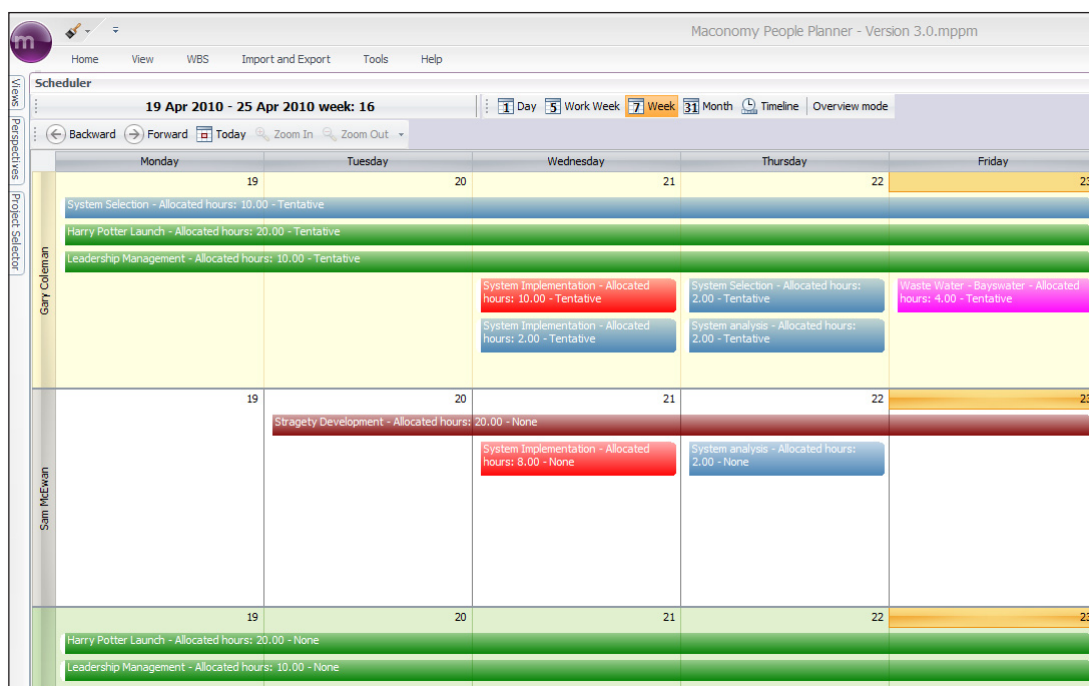 m
Maconomy People Planner - Version 3.0.mppm
Home View WBS Import and Export Tools Help
Views
Perspectives
Project Selector
Scheduler
19 Apr 2010 - 25 Apr 2010 week: 16
1 Day 5 Work Week 7 Week 31 Month Timeline Overview mode
Backward Forward Today Zoom In Zoom Out
Monday Tuesday Wednesday Thursday Friday
Gary Coleman
19 20 21 22 23
System Selection - Allocated hours: 10.00 - Tentative
Harry Potter Launch - Allocated hours: 20.00 - Tentative
Leadership Management - Allocated hours: 10.00 - Tentative
System Implementation - Allocated
hours: 10.00 - Tentative
System Selection - Allocated hours:
2.00 - Tentative
Waste Water - Bayswater - Allocated
hours: 4.00 - Tentative
System Implementation - Allocated
hours: 2.00 - Tentative
System analysis - Allocated hours:
2.00 - Tentative
Sam McEwan
19 20 21 22 23
Stragety Development - Allocated hours: 20.00 - None
System Implementation - Allocated
hours: 8.00 - None
System analysis - Allocated hours:
2.00 - None
19 20 21 22 23
Harry Potter Launch - Allocated hours: 20.00 - None
Leadership Management - Allocated hours: 10.00 - None